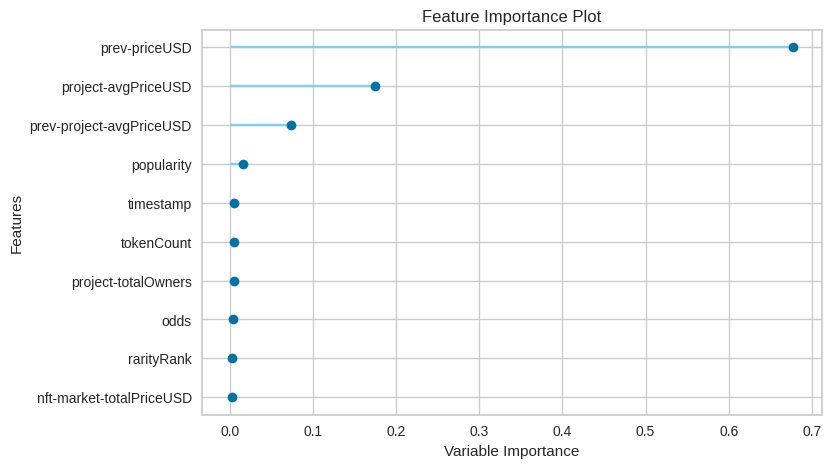 Feature Importance Plot
Features
prev-priceUSD
project-avgPriceUSD
prev-project-avgPriceUSD
popularity
timestamp
tokenCount
project-totalOwners
odds
rarityRank
nft-market-totalPriceUSD
0.0 0.1 0.2 0.3 0.4 0.5 0.6 0.7
Variable Importance